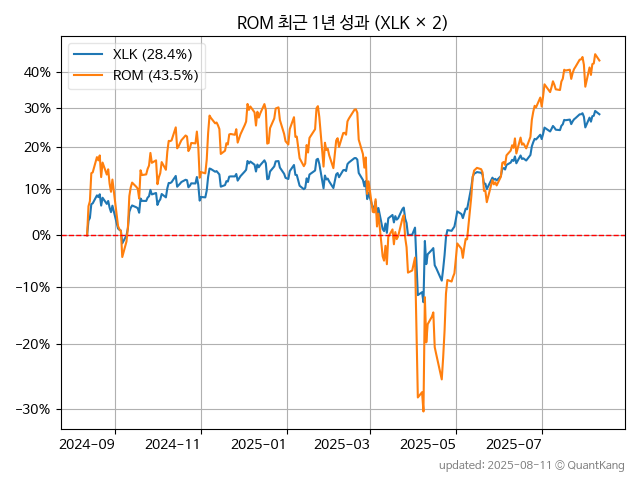 ROM 최근 1년 성과 (XLK × 2)
XLK (28.4%)
ROM (43.5%)
40%
30%
20%
10%
0%
−10%
−20%
−30%
2024-09 2024-11 2025-01 2025-03 2025-05 2025-07
updated: 2025-08-11 © QuantKang